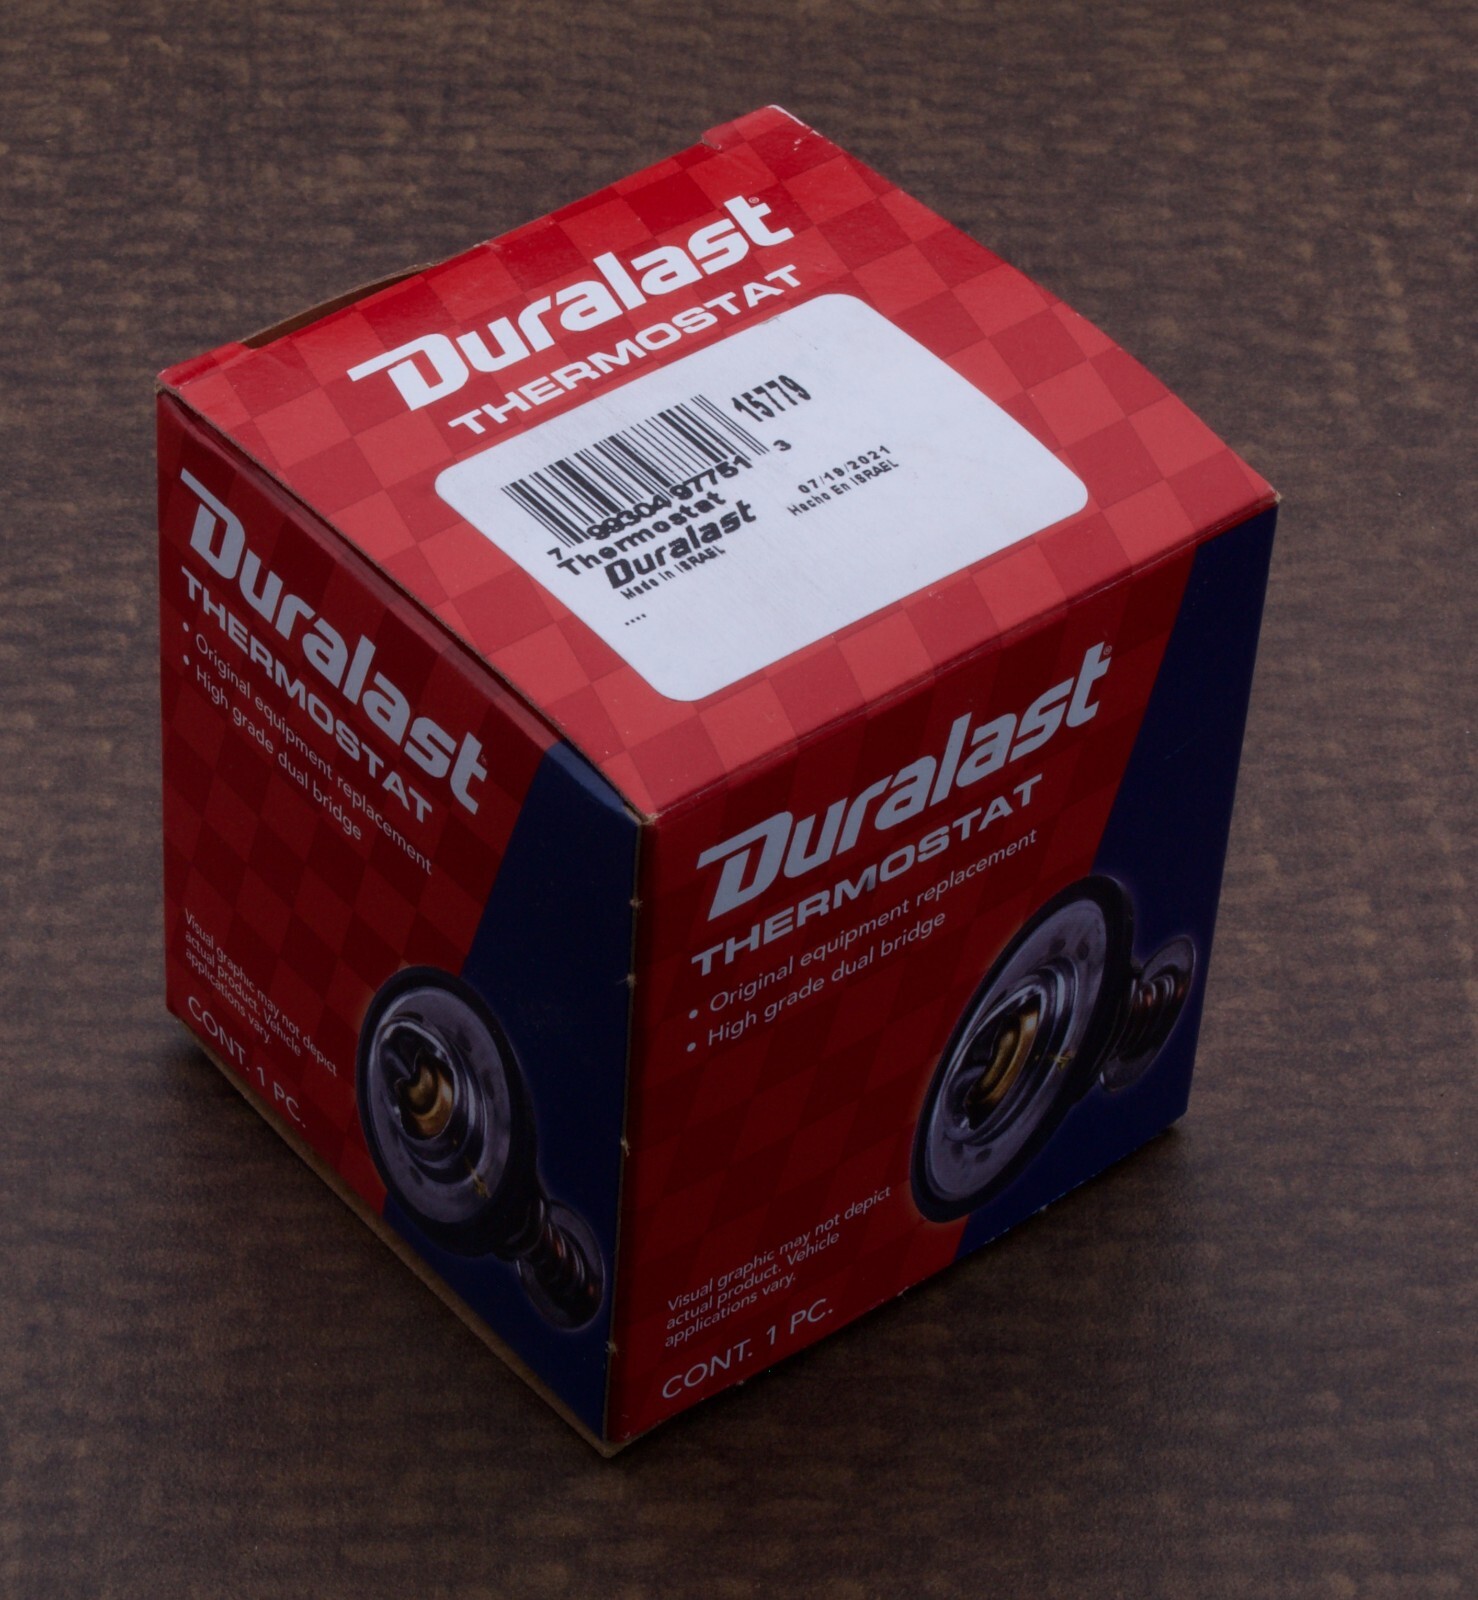 Duralast®
THERMOSTAT
15779
7 99304 97751 3
Thermostat
Duralast
Made in ISRAEL
07/19/2021
Hecho En ISRAEL
....
Duralast
THERMOSTAT
• Original equipment replacement
• High grade dual bridge
Visual graphic may not depict
actual product. Vehicle
applications vary.
CONT. 1 PC.
Duralast®
THERMOSTAT
• Original equipment replacement
• High grade dual bridge
Visual graphic may not depict
actual product. Vehicle
applications vary.
CONT. 1 PC.